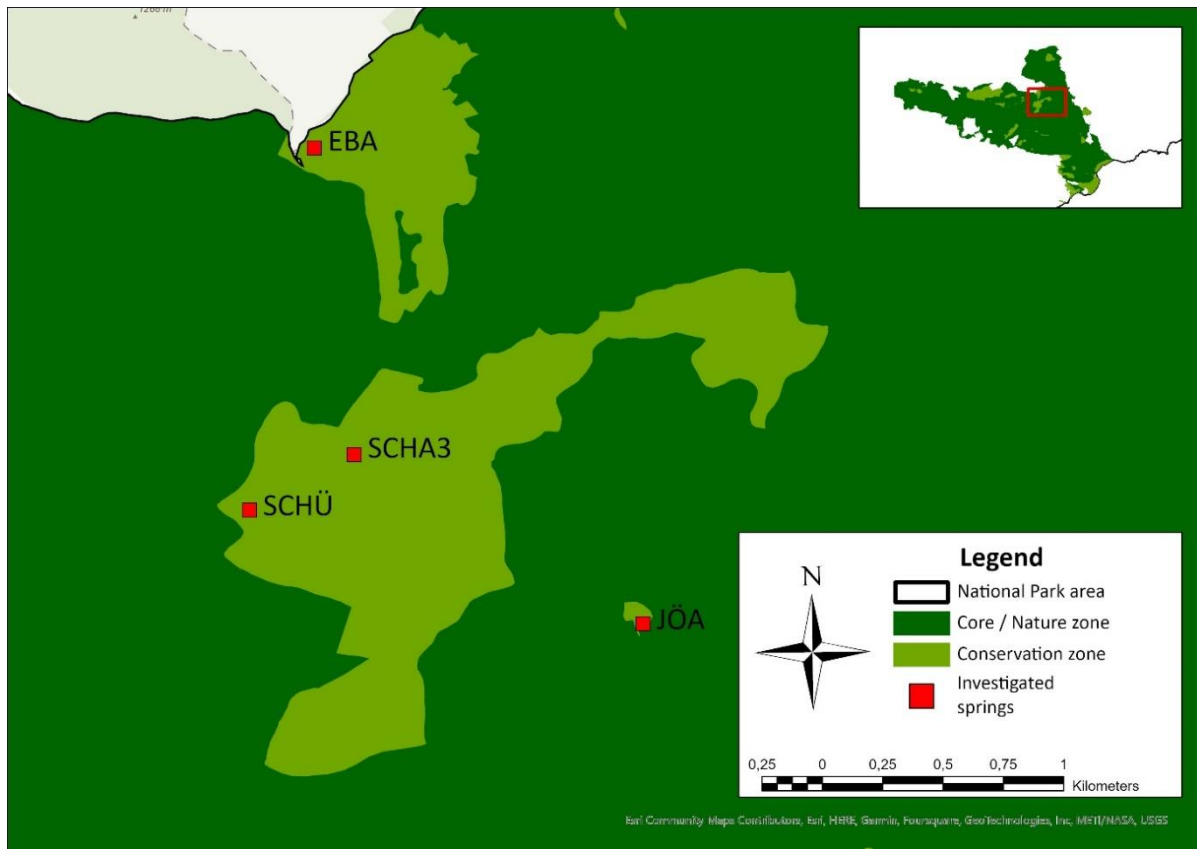 1268 m
EBA
SCHA3
SCHÜ
JÖA
Legend
N
National Park area
Core / Nature zone
Conservation zone
Investigated
springs
0,25 0 0,25 0,5 0,75 1
Kilometers
Esri Community Maps Contributors, Esri, HERE, Garmin, Foursquare, GeoTechnologies, Inc, METI/NASA, USGS